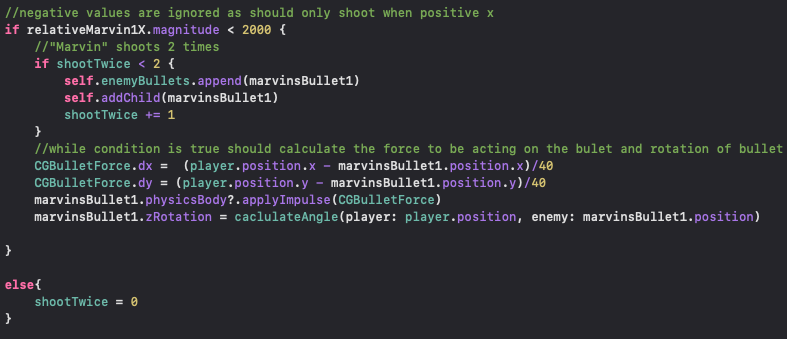 //negative values are ignored as should only shoot when positive x
if relativeMarvin1X.magnitude < 2000 {
//"Marvin" shoots 2 times
if shootTwice < 2 {
self.enemyBullets.append(marvinsBullet1)
self.addChild(marvinsBullet1)
shootTwice += 1
}
//while condition is true should calculate the force to be acting on the bulet and rotation of bullet
CGBulletForce.dx =  (player.position.x - marvinsBullet1.position.x)/40
CGBulletForce.dy = (player.position.y - marvinsBullet1.position.y)/40
marvinsBullet1.physicsBody?.applyImpulse(CGBulletForce)
marvinsBullet1.zRotation = caclulateAngle(player: player.position, enemy: marvinsBullet1.position)
}
else{
shootTwice = 0
}